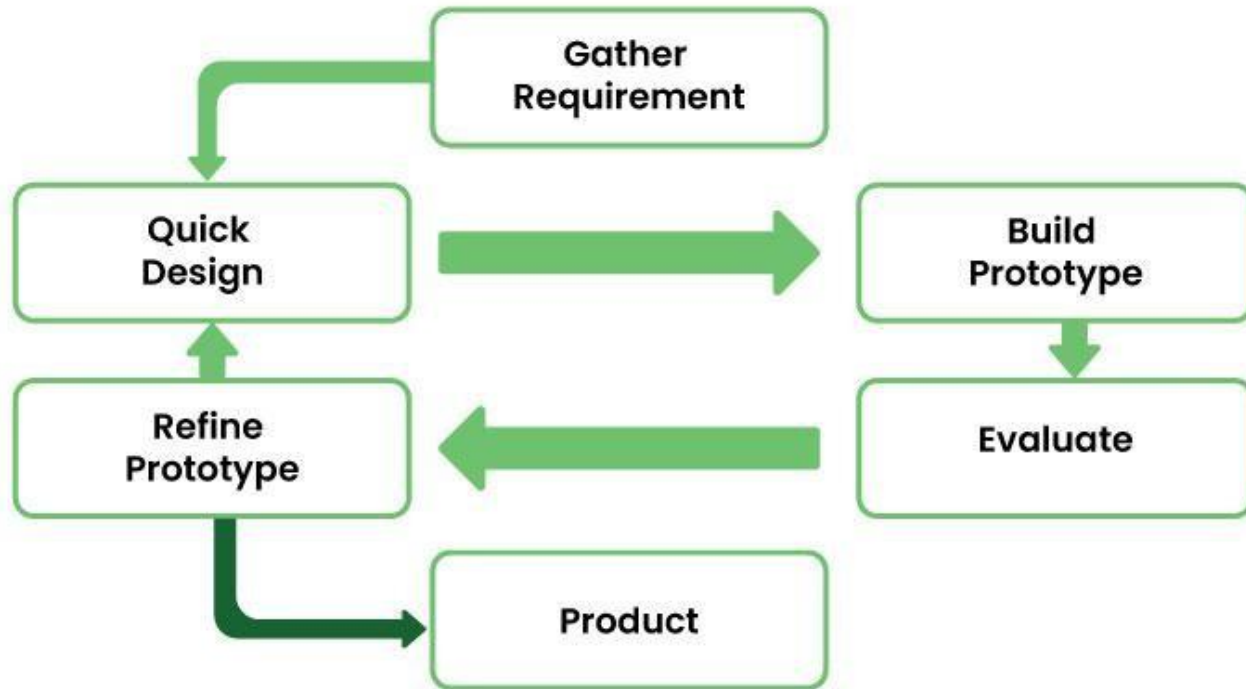 Gather
Requirement
Quick
Design
Build
Prototype
Refine
Prototype
Evaluate
Product